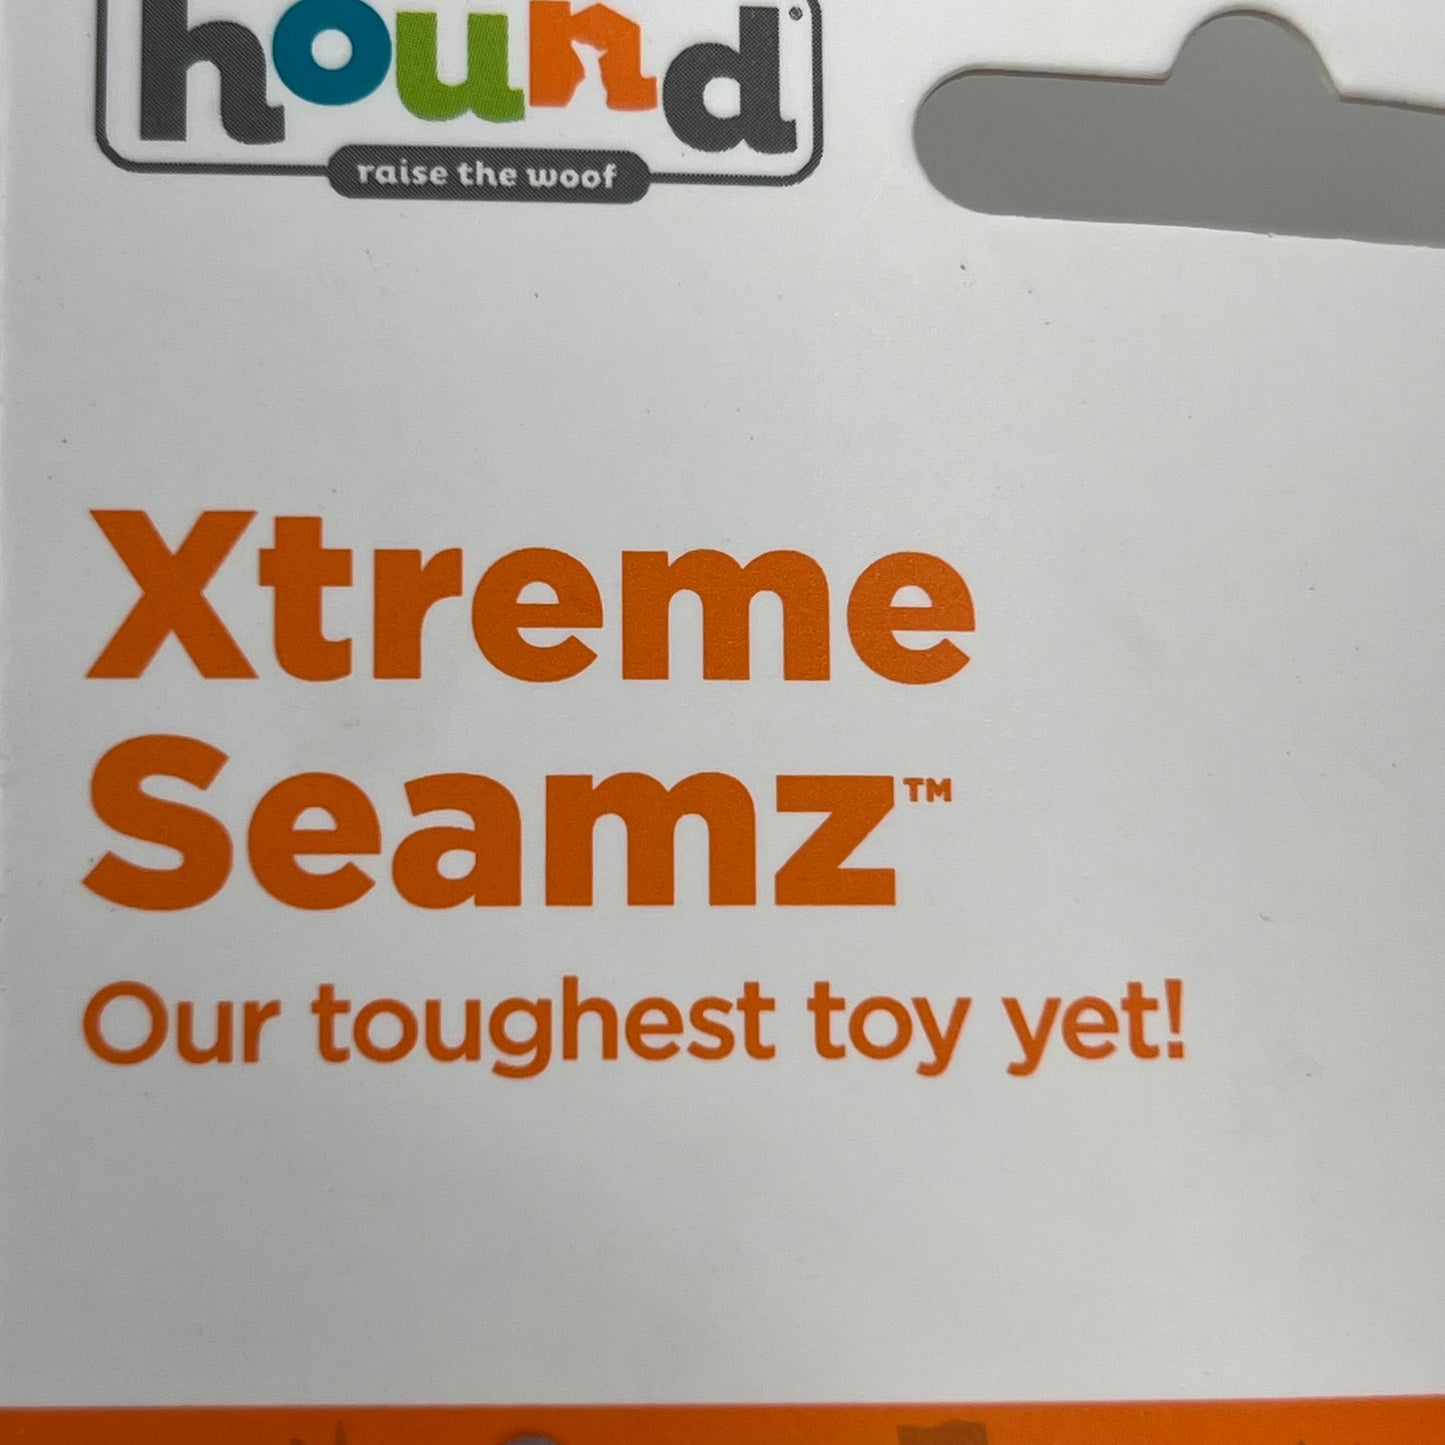 hound®
raise the woof
Xtreme
Seamz™
Our toughest toy yet!